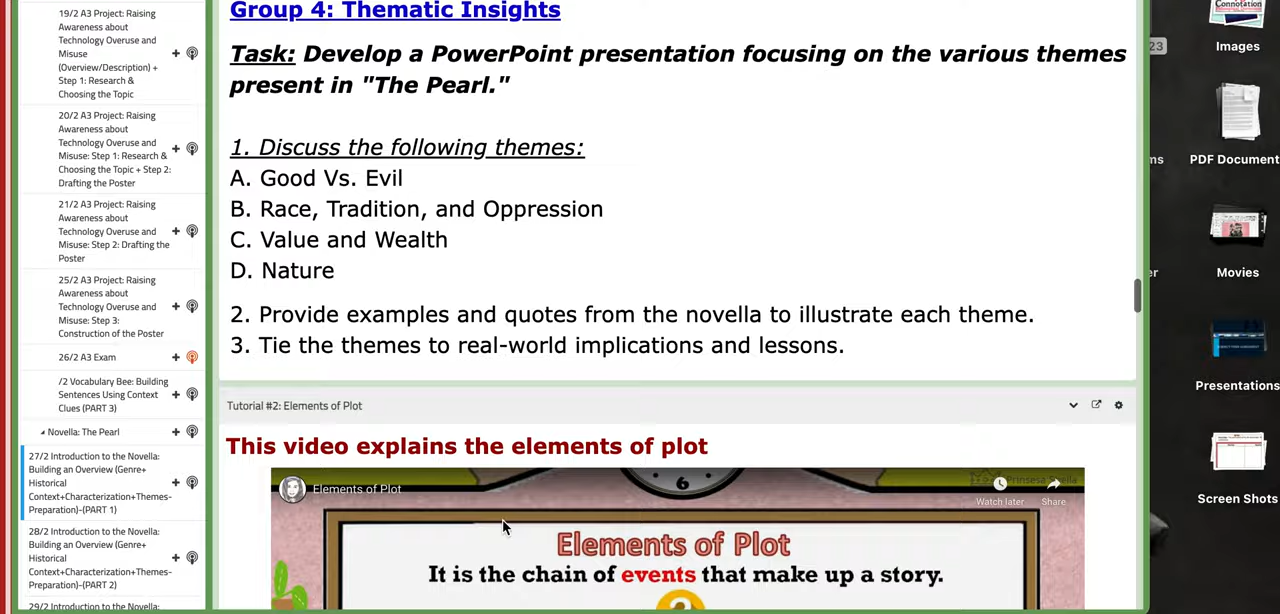 19/2 A3 Project: Raising
Awareness about
Technology Overuse and
Misuse
(Overview/Description) +
Step 1: Research &
Choosing the Topic
20/2 A3 Project: Raising
Awareness about
Technology Overuse and
Misuse: Step 1: Research &
Choosing the Topic + Step 2:
Drafting the Poster
21/2 A3 Project: Raising
Awareness about
Technology Overuse and
Misuse: Step 2: Drafting the
Poster
25/2 A3 Project: Raising
Awareness about
Technology Overuse and
Misuse: Step 3:
Construction of the Poster
26/2 A3 Exam
/2 Vocabulary Bee: Building
Sentences Using Context
Clues (PART 3)
Novella: The Pearl
27/2 Introduction to the Novella:
Building an Overview (Genre+
Historical
Context+Characterization+Themes-
Preparation)-(PART 1)
28/2 Introduction to the Novella:
Building an Overview (Genre+
Historical
Context+Characterization+Themes-
Preparation)-(PART 2)
29/2 Introduction to the Novella:
Group 4: Thematic Insights
Task: Develop a PowerPoint presentation focusing on the various themes
present in "The Pearl."
1. Discuss the following themes:
A. Good Vs. Evil
B. Race, Tradition, and Oppression
C. Value and Wealth
D. Nature
2. Provide examples and quotes from the novella to illustrate each theme.
3. Tie the themes to real-world implications and lessons.
Tutorial #2: Elements of Plot
This video explains the elements of plot
Elements of Plot
Watch later
Share
6
Elements of Plot
It is the chain of events that make up a story.
?
Connotation
Images
23
PDF Document
ms
Movies
er
Presentations
Screen Shots